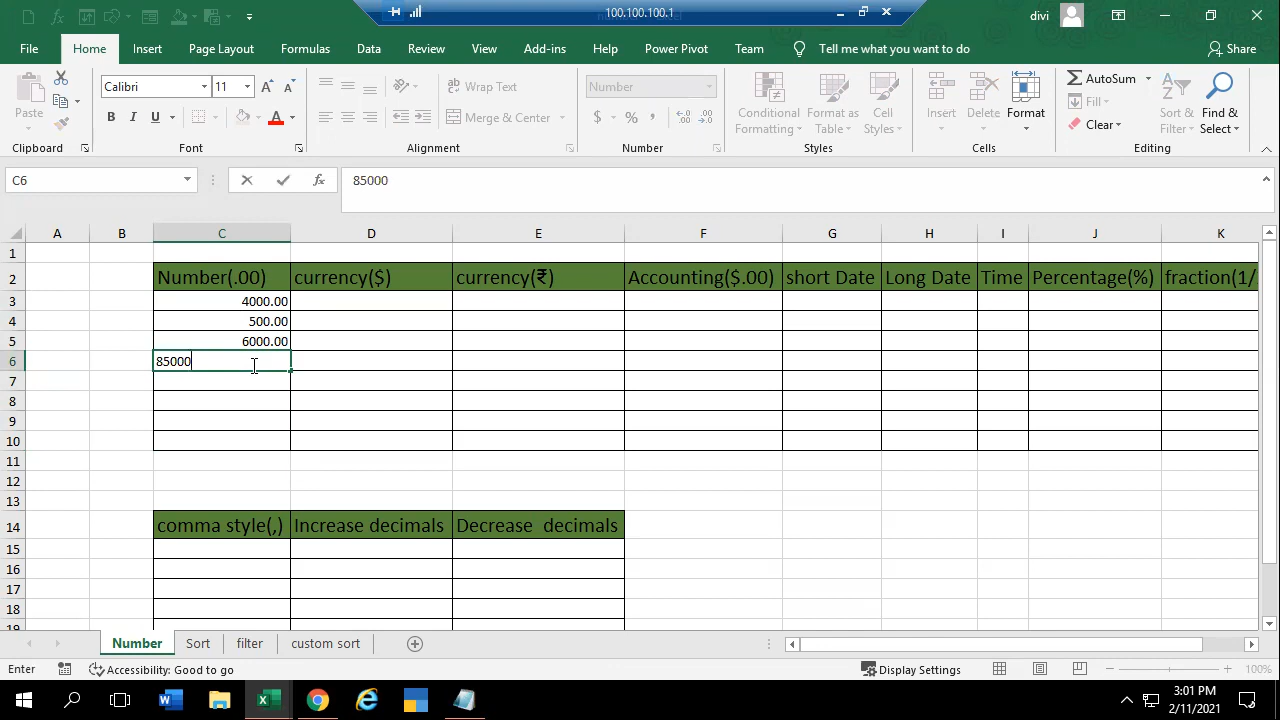 100.100.100.1
divi
File Home Insert Page Layout Formulas Data Review View Add-ins Help Power Pivot Team Tell me what you want to do Share
Calibri 11 Wrap Text Number Conditional Formatting Format as Table Cell Styles Insert Delete Format AutoSum Sort & Filter Find & Select
Paste B I U A Merge & Center $ % , Fill Clear
Clipboard Font Alignment Number Styles Cells Editing
C6 fx 85000
A B C D E F G H I J K
1
2 Number(.00) currency($) currency(₹) Accounting($.00) short Date Long Date Time Percentage(%) fraction(1/
3 4000.00
4 500.00
5 6000.00
6 85000
7
8
9
10
11
12
13
14 comma style(,) Increase decimals Decrease decimals
15
16
17
18
19
Number Sort filter custom sort
Enter Accessibility: Good to go Display Settings 100%
3:01 PM
2/11/2021